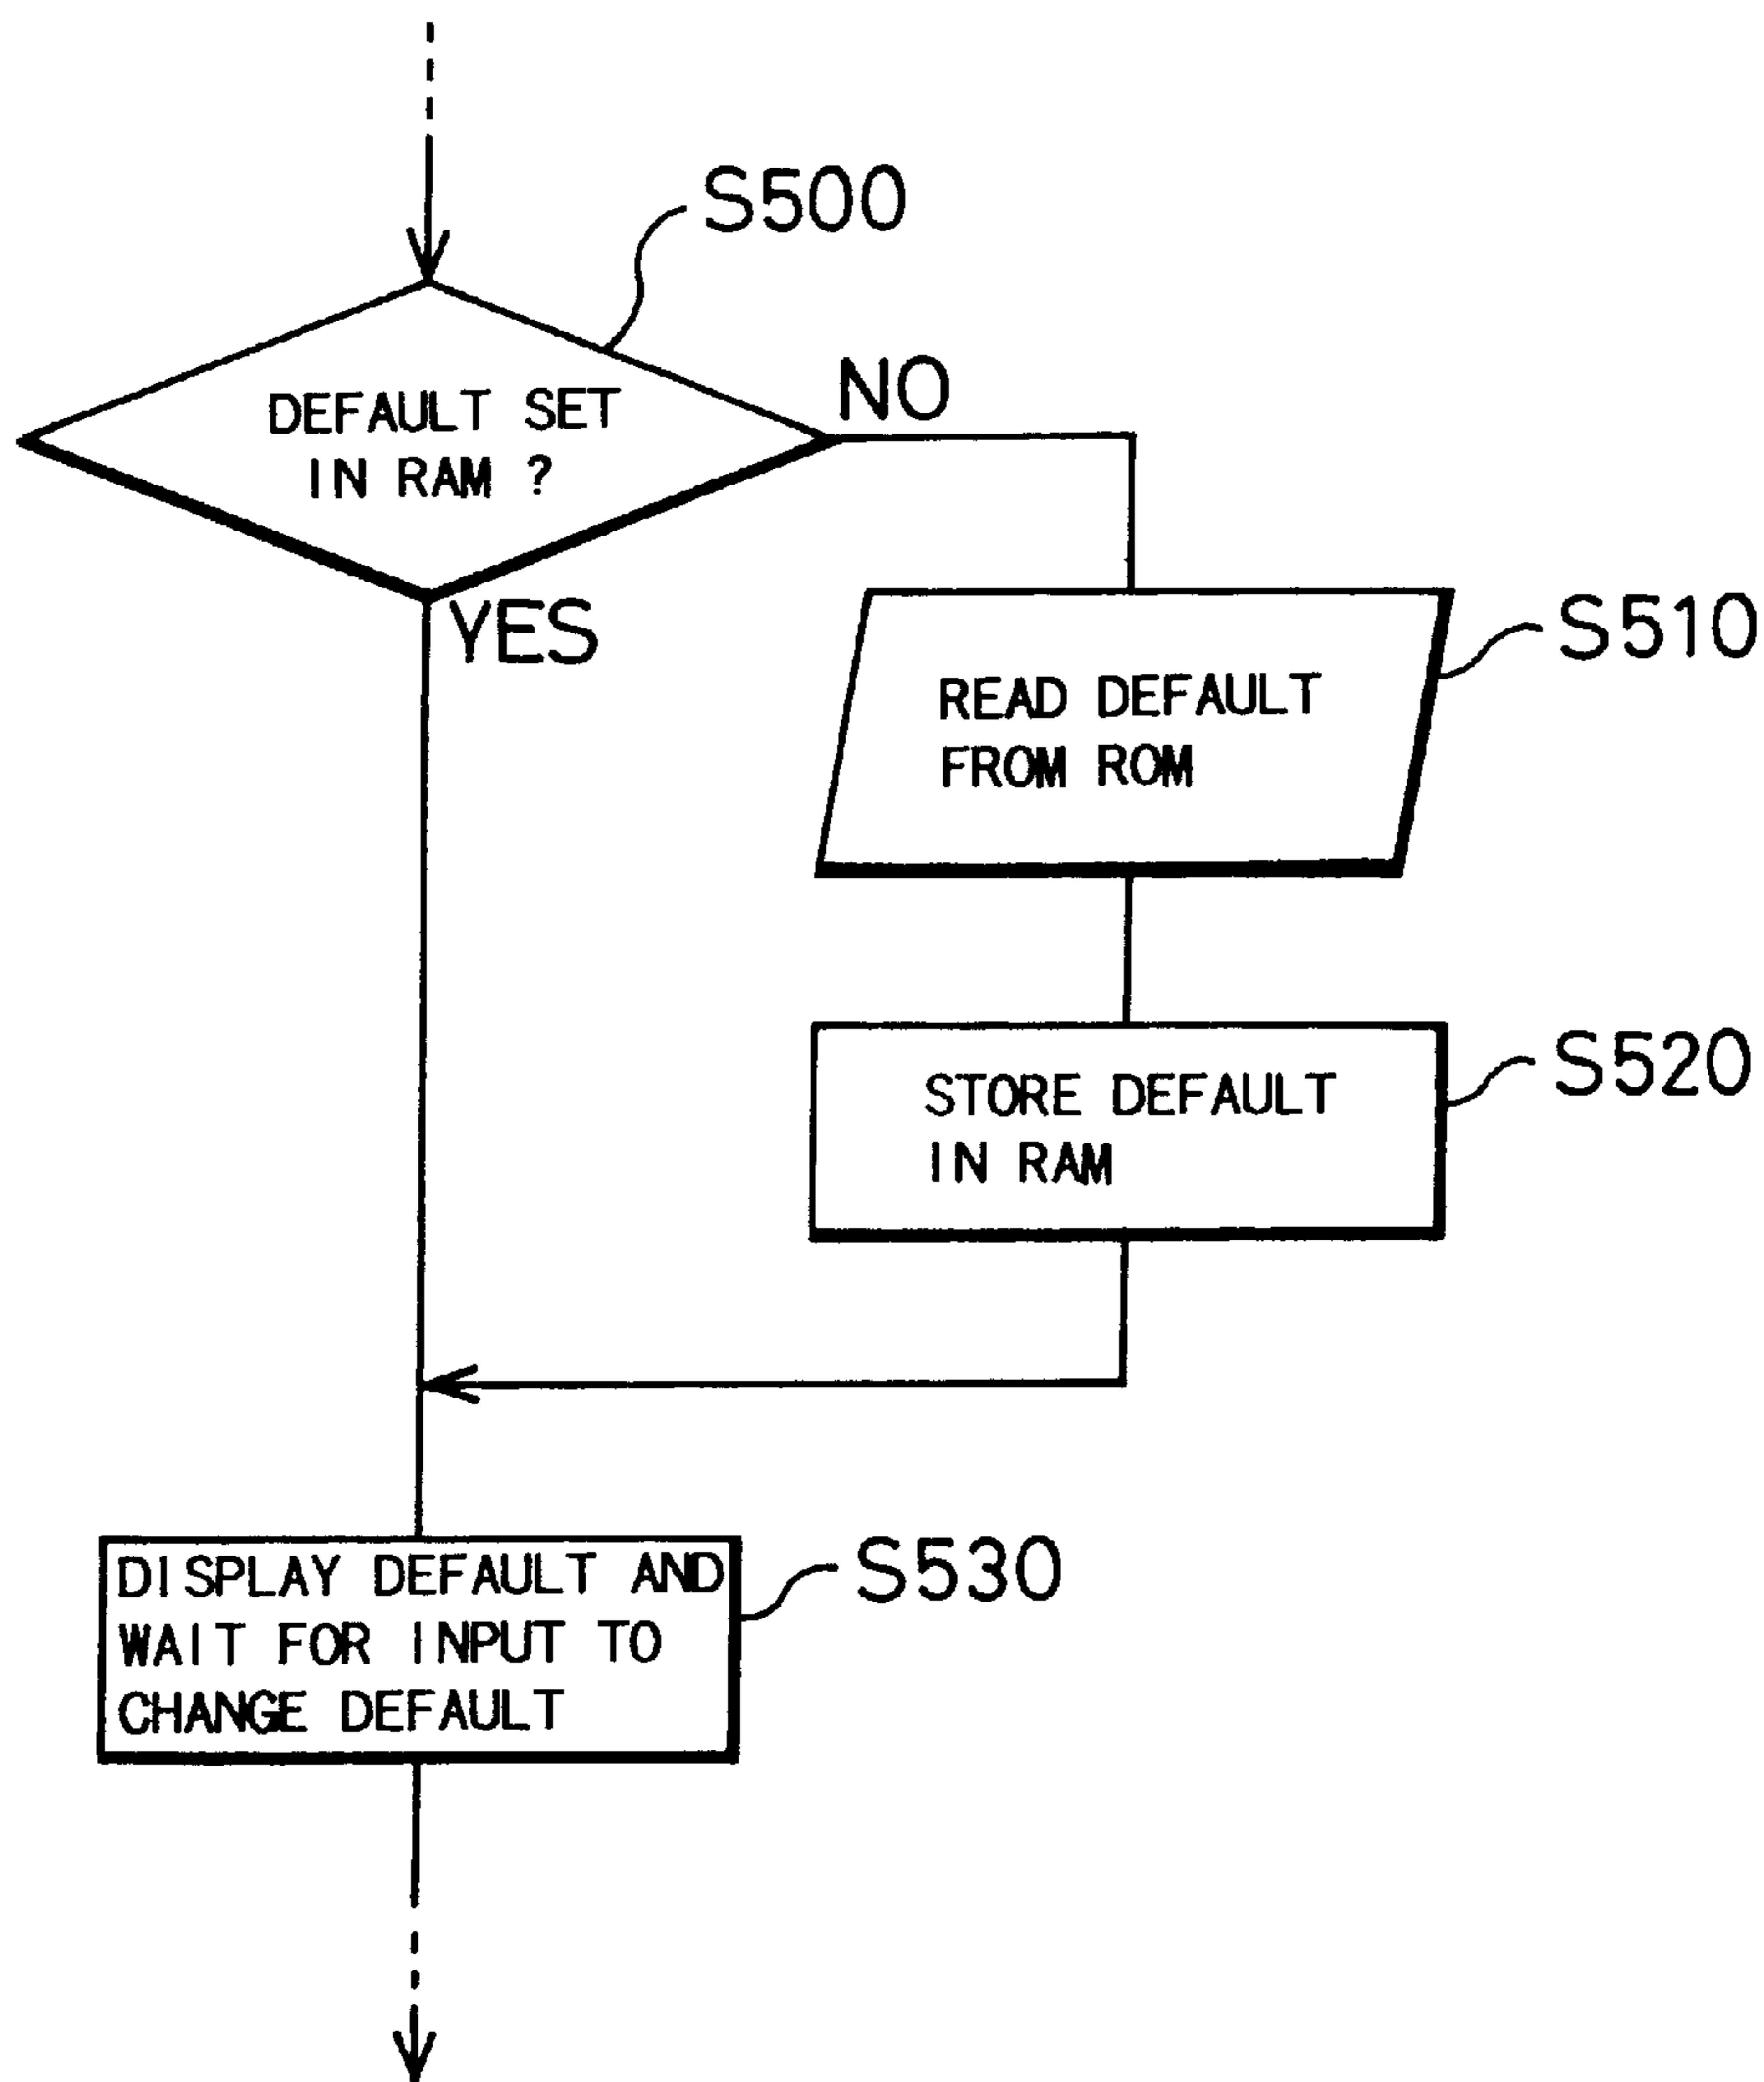 S500
DEFAULT SET
IN RAM ?
NO
YES
S510
READ DEFAULT
FROM ROM
S520
STORE DEFAULT
IN RAM
S530
DISPLAY DEFAULT AND
WAIT FOR INPUT TO
CHANGE DEFAULT